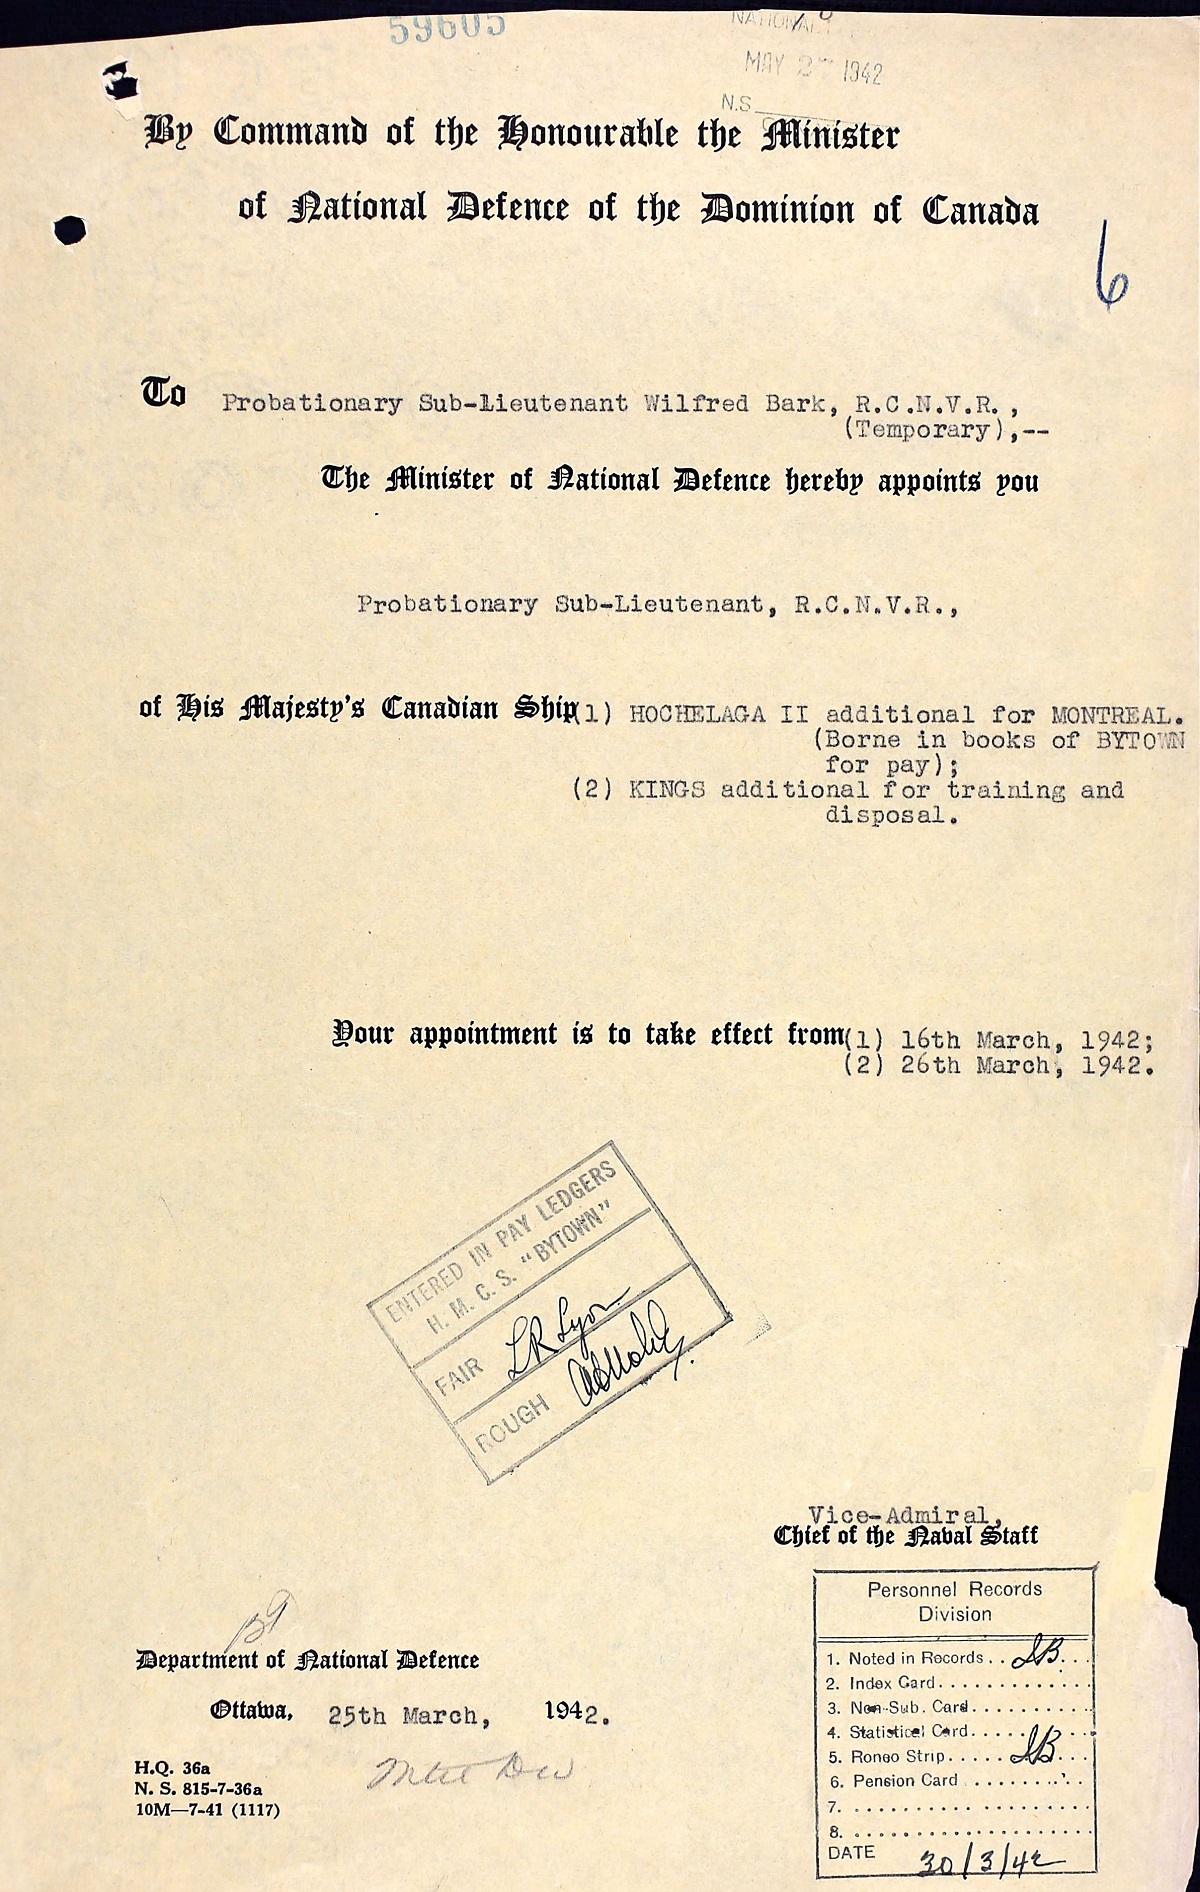 59605
MAY 27 1942
N.S.
By Command of the Honourable the Minister
of National Defence of the Dominion of Canada
6
To Probationary Sub-Lieutenant Wilfred Bark, R.C.N.V.R.,
(Temporary),--
The Minister of National Defence hereby appoints you
Probationary Sub-Lieutenant, R.C.N.V.R.,
of His Majesty's Canadian Ship (1) HOCHELAGA II additional for MONTREAL.
(Borne in books of BYTOWN
for pay);
(2) KINGS additional for training and
disposal.
Your appointment is to take effect from (1) 16th March, 1942;
(2) 26th March, 1942.
ENTERED IN PAY LEDGERS
H. M. C. S. "BYTOWN"
FAIR LR Lyon
ROUGH
Vice-Admiral,
Chief of the Naval Staff
Department of National Defence
Ottawa, 25th March, 1942.
H.Q. 36a
N. S. 815-7-36a
10M—7-41 (1117)
Personnel Records
Division
1. Noted in Records . . JB. . .
2. Index Card . . . . . . . . . . . . .
3. Non-Sub. Card . . . . . . . . . .
4. Statistical Card . . . . . . . . . .
5. Roneo Strip . . . . . JB . . .
6. Pension Card . . . . . . . . . .
7. . . . . . . . . . . . . . . . . . . .
8. . . . . . . . . . . . . . . . . . . .
DATE 30/3/42